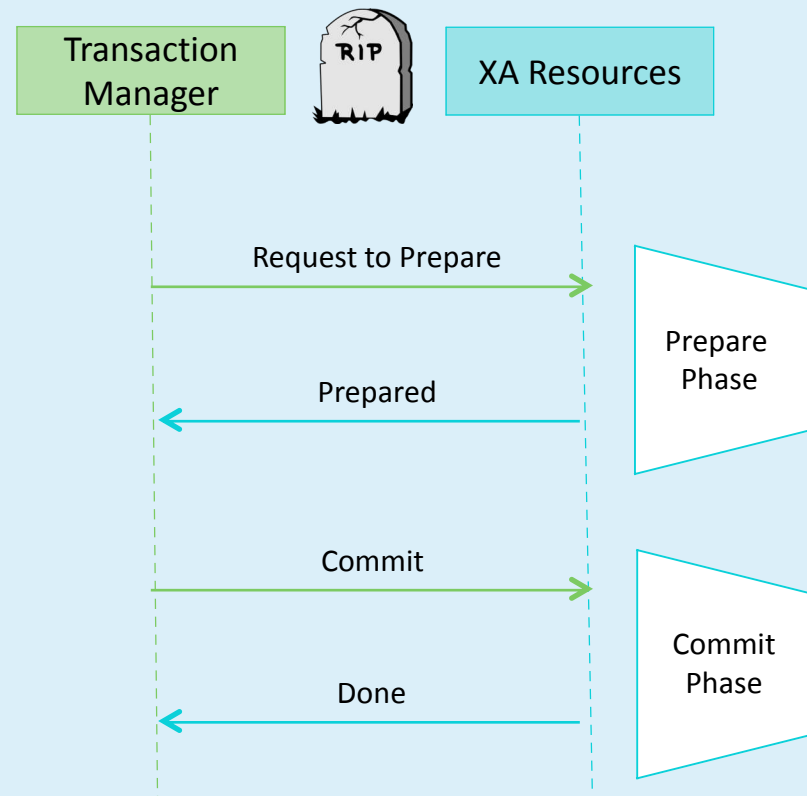 Transaction
Manager
RIP
XA Resources
Request to Prepare
Prepare
Phase
Prepared
Commit
Commit
Phase
Done